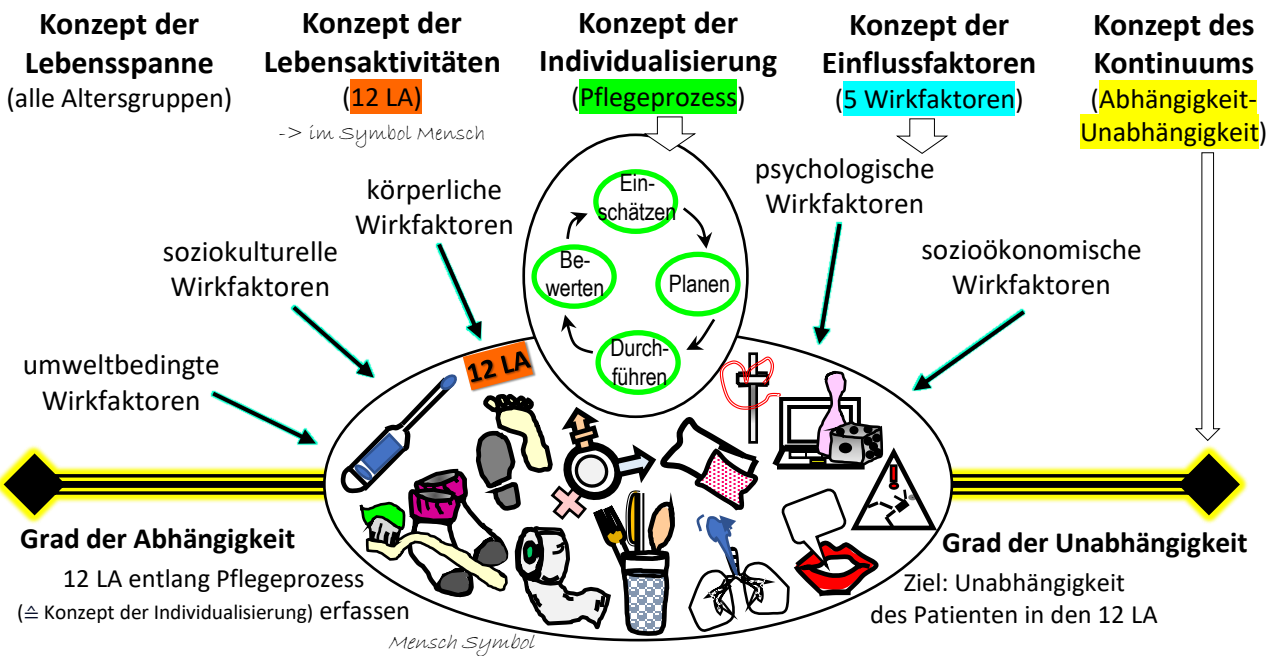 Konzept der
Lebensspanne
(alle Altersgruppen)
Konzept der
Lebensaktivitäten
(12 LA)
-> im Symbol Mensch
Konzept der
Individualisierung
(Pflegeprozess)
Konzept der
Einflussfaktoren
(5 Wirkfaktoren)
Konzept des
Kontinuums
(Abhängigkeit-
Unabhängigkeit)
umweltbedingte
Wirkfaktoren
soziokulturelle
Wirkfaktoren
körperliche
Wirkfaktoren
psychologische
Wirkfaktoren
sozioökonomische
Wirkfaktoren
Ein-
schätzen
Planen
Durch-
führen
Be-
werten
12 LA
Grad der Abhängigkeit
12 LA entlang Pflegeprozess
(≙ Konzept der Individualisierung) erfassen
Mensch Symbol
Grad der Unabhängigkeit
Ziel: Unabhängigkeit
des Patienten in den 12 LA